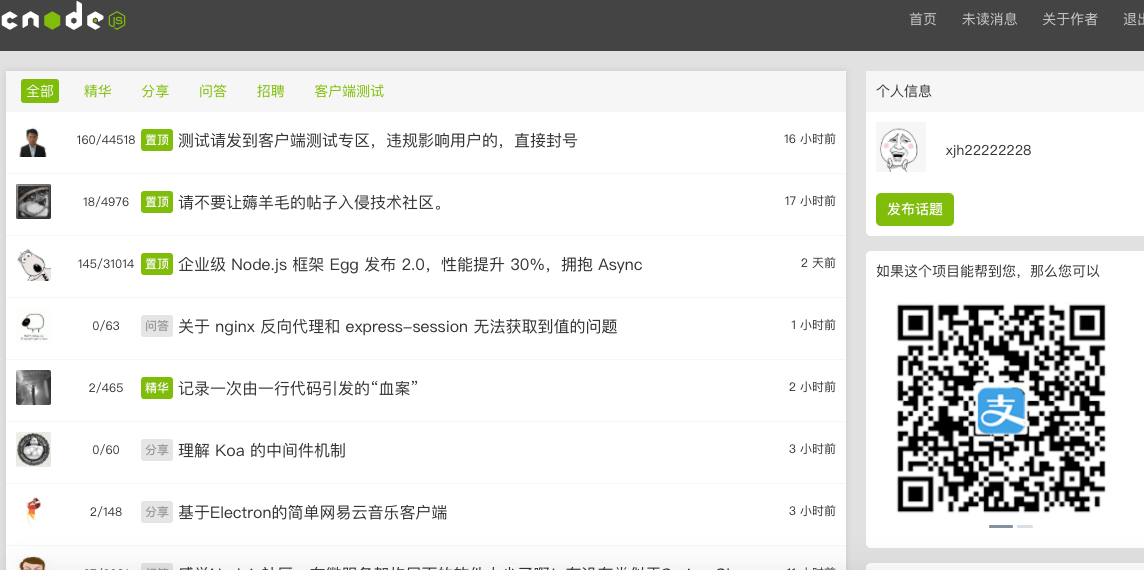 cnode JS
首页 未读消息 关于作者
全部 精华 分享 问答 招聘 客户端测试
160/44518 置顶 测试请发到客户端测试专区，违规影响用户的，直接封号 16 小时前
18/4976 置顶 请不要让薅羊毛的帖子入侵技术社区。 17 小时前
145/31014 置顶 企业级 Node.js 框架 Egg 发布 2.0，性能提升 30%，拥抱 Async 2 天前
0/63 问答 关于 nginx 反向代理和 express-session 无法获取到值的问题 1 小时前
2/465 精华 记录一次由一行代码引发的“血案” 2 小时前
0/60 分享 理解 Koa 的中间件机制 3 小时前
2/148 分享 基于Electron的简单网易云音乐客户端 3 小时前
个人信息
xjh22222228
发布话题
如果这个项目能帮到您，那么您可以
支